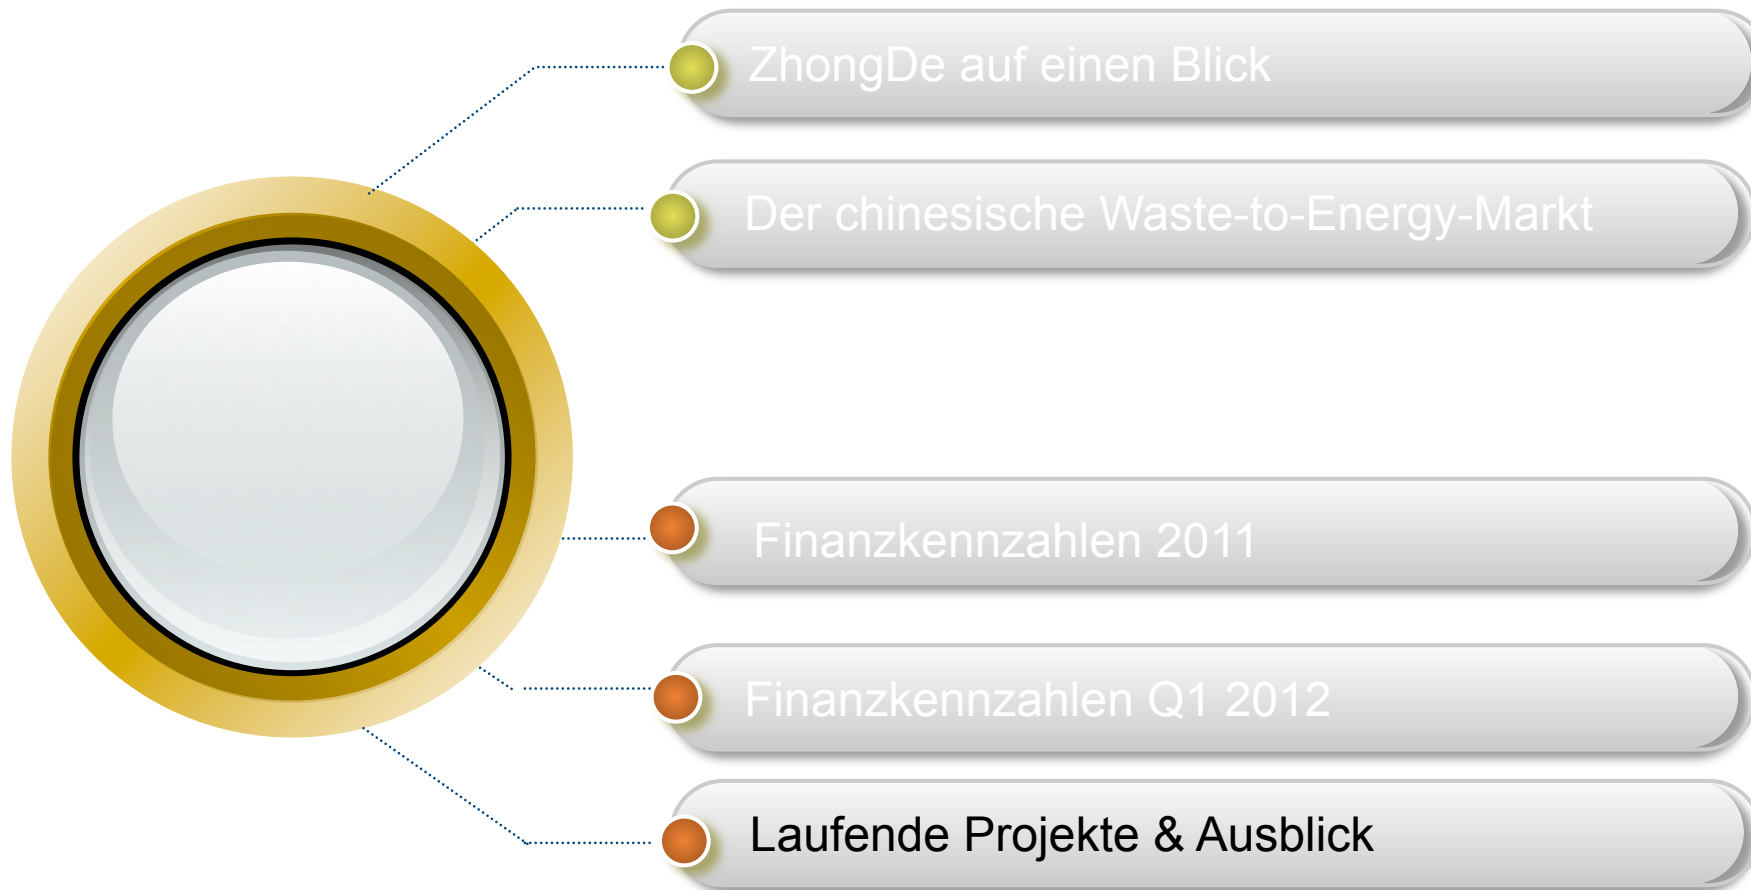 ZhongDe auf einen Blick
Der chinesische Waste-to-Energy-Markt
Finanzkennzahlen 2011
Finanzkennzahlen Q1 2012
Laufende Projekte & Ausblick